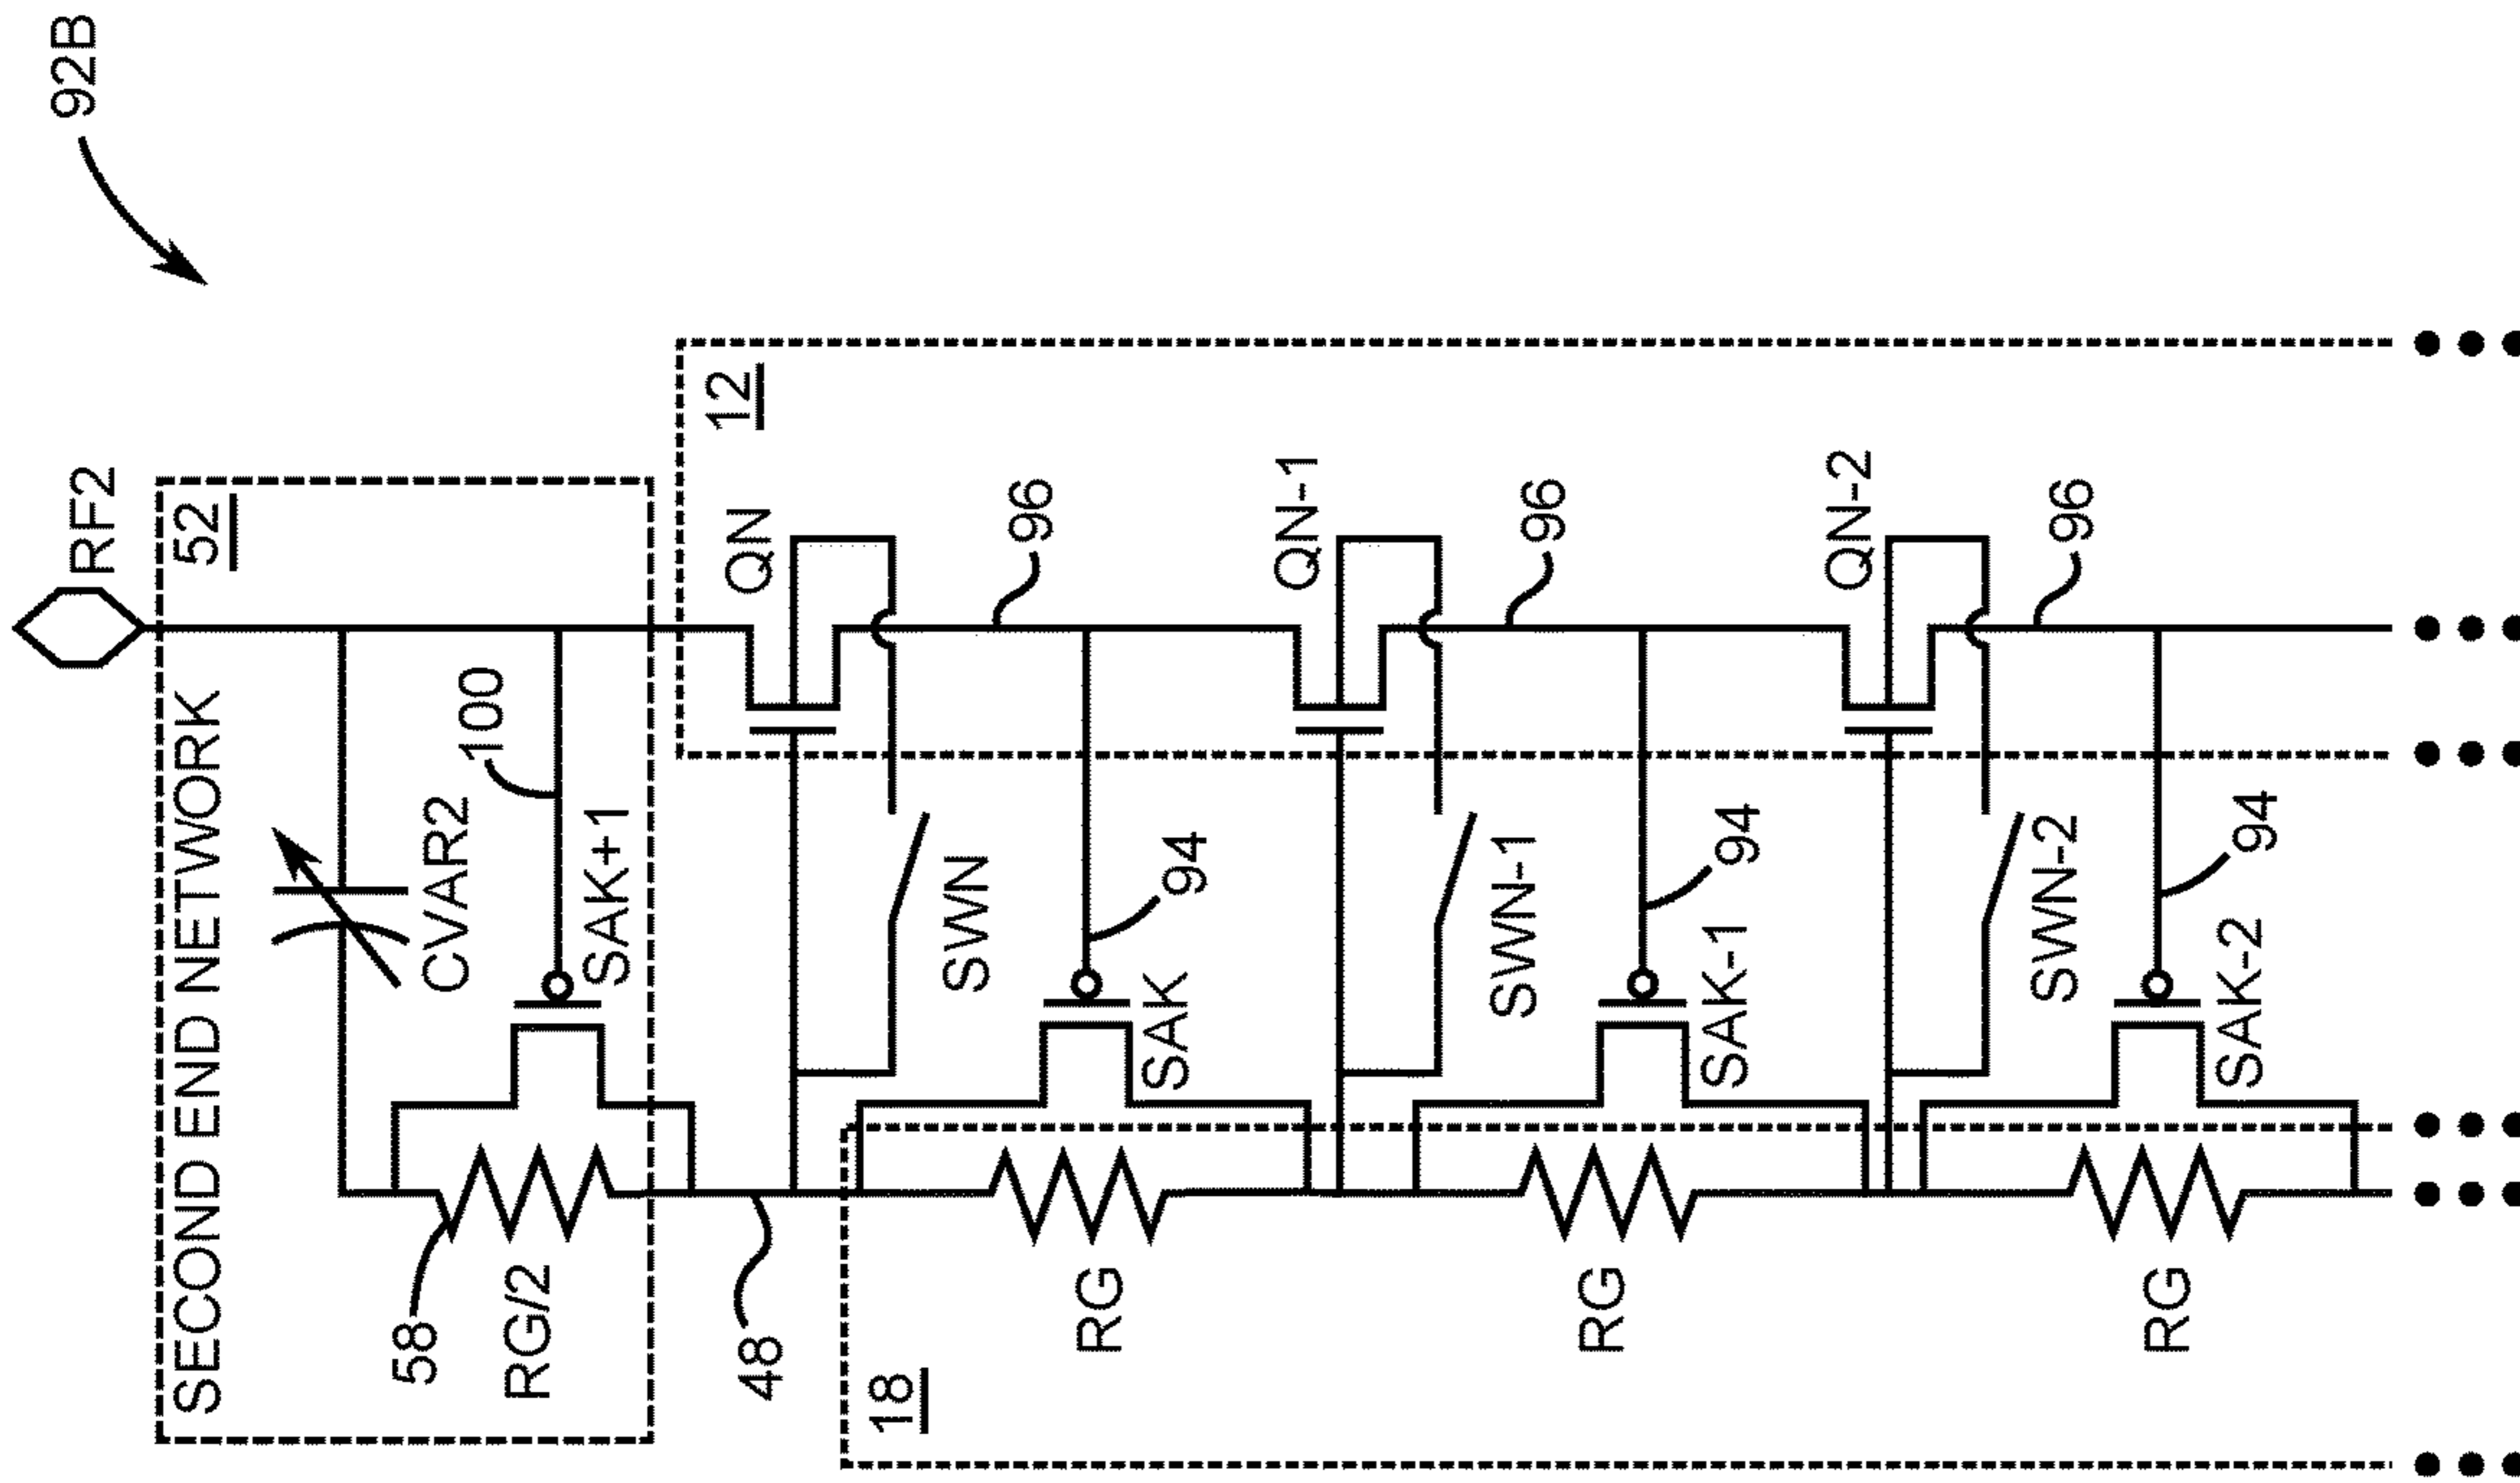 92B
RF2
52
SECOND END NETWORK
CVAR2
100
SAK+1
58
RG/2
48
12
QN
96
SWN
94
SAK
18
RG
QN-1
96
SWN-1
94
SAK-1
RG
QN-2
96
SWN-2
94
SAK-2
RG